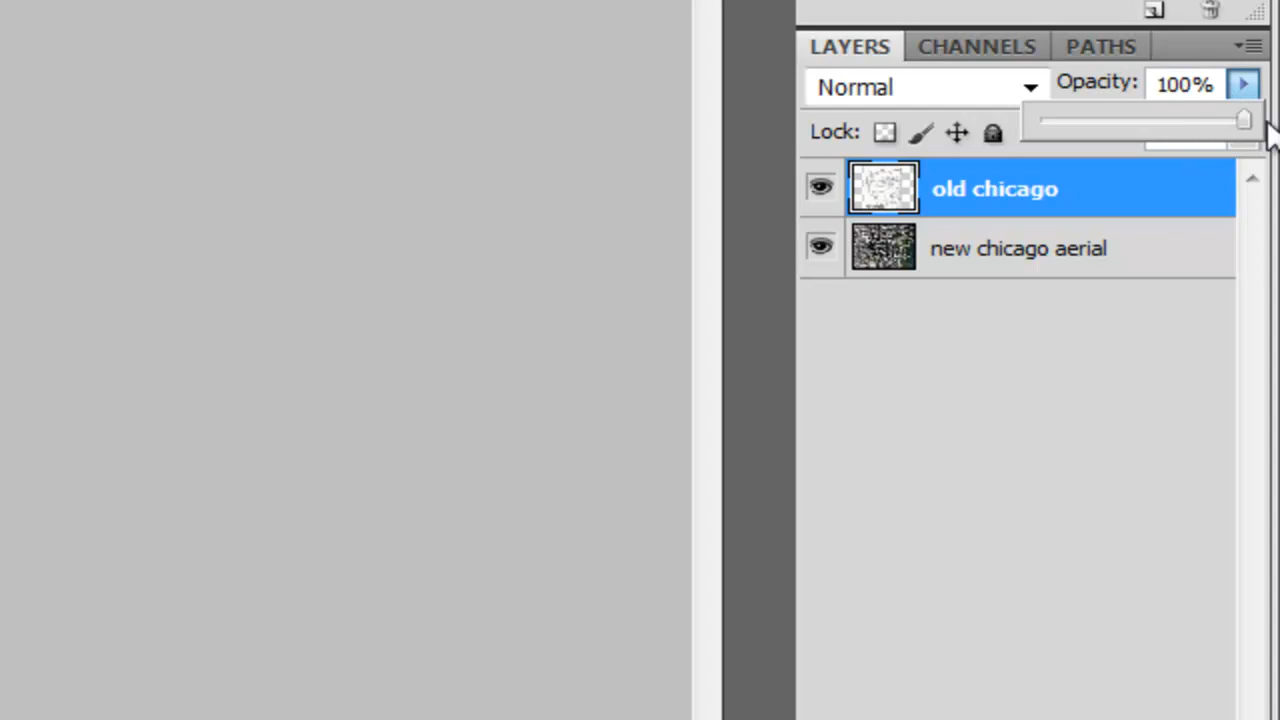 LAYERS CHANNELS PATHS
Normal Opacity: 100%
Lock:
old chicago
new chicago aerial